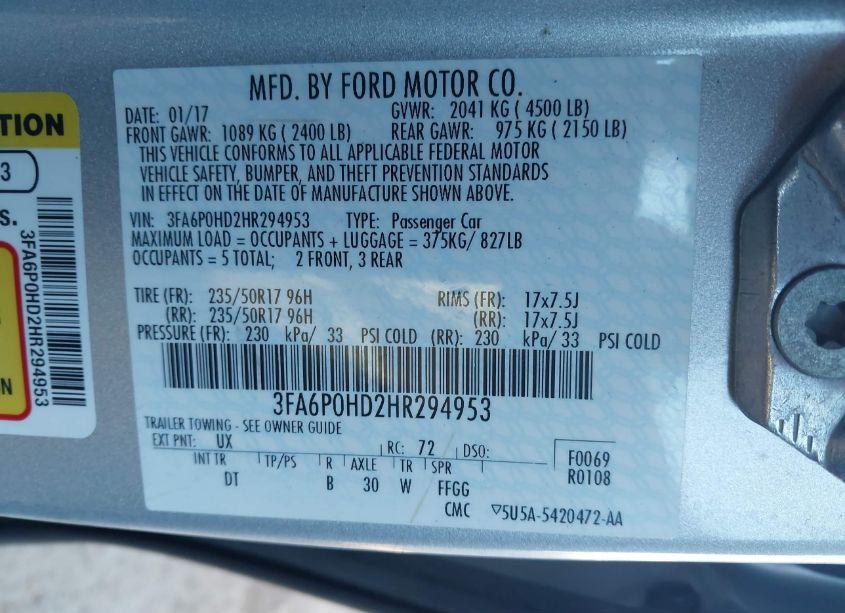 TION
3
S.
3FA6P0HD2HR294953
N
MFD. BY FORD MOTOR CO.
DATE: 01/17 GVWR: 2041 KG ( 4500 LB)
FRONT GAWR: 1089 KG ( 2400 LB) REAR GAWR: 975 KG ( 2150 LB)
THIS VEHICLE CONFORMS TO ALL APPLICABLE FEDERAL MOTOR
VEHICLE SAFETY, BUMPER, AND THEFT PREVENTION STANDARDS
IN EFFECT ON THE DATE OF MANUFACTURE SHOWN ABOVE.
VIN: 3FA6P0HD2HR294953 TYPE: Passenger Car
MAXIMUM LOAD = OCCUPANTS + LUGGAGE = 375KG/ 827LB
OCCUPANTS = 5 TOTAL; 2 FRONT, 3 REAR
TIRE (FR): 235/50R17 96H RIMS (FR): 17x7.5J
(RR): 235/50R17 96H (RR): 17x7.5J
PRESSURE (FR): 230 kPa/ 33 PSI COLD (RR): 230 kPa/ 33 PSI COLD
3FA6P0HD2HR294953
TRAILER TOWING - SEE OWNER GUIDE
EXT PNT: UX RC: 72 DSO: F0069
R0108
INT TR TP/PS R AXLE TR SPR
DT B 30 W FFGG
CMC ▽5U5A-5420472-AA